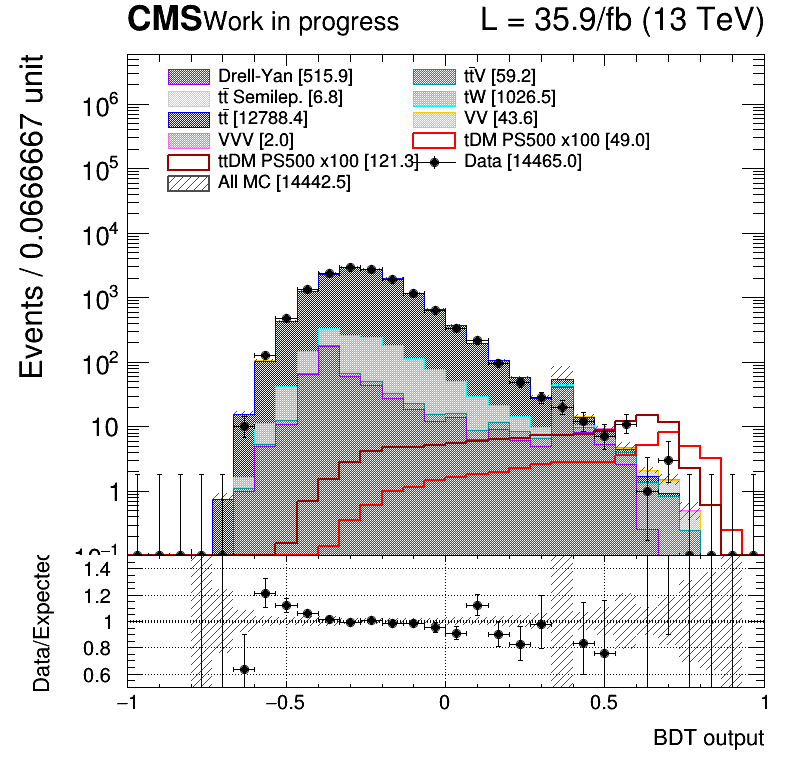 CMS Work in progress L = 35.9/fb (13 TeV)
Events / 0.0666667 unit
Drell-Yan [515.9] tt̄V [59.2]
tt̄ Semilep. [6.8] tW [1026.5]
tt̄ [12788.4] VV [43.6]
VVV [2.0] tDM PS500 x100 [49.0]
ttDM PS500 x100 [121.3] Data [14465.0]
All MC [14442.5]
10⁶
10⁵
10⁴
10³
10²
10
1
10⁻¹
Data/Expected
1.4
1.2
1
0.8
0.6
−1 −0.5 0 0.5 1
BDT output